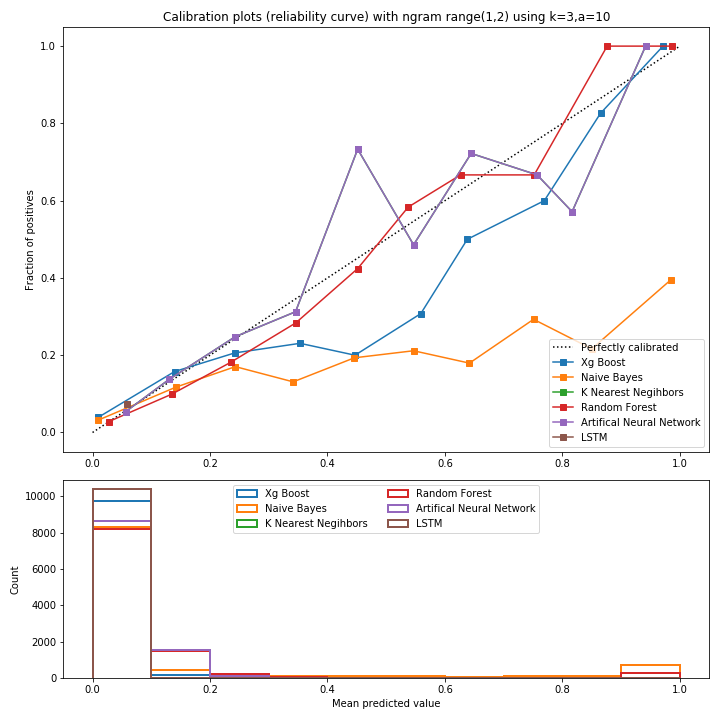 Calibration plots (reliability curve) with ngram range(1,2) using k=3,a=10
1.0
0.8
0.6
0.4
0.2
0.0
Fraction of positives
Perfectly calibrated
Xg Boost
Naive Bayes
K Nearest Negihbors
Random Forest
Artifical Neural Network
LSTM
0.0 0.2 0.4 0.6 0.8 1.0
10000
8000
6000
4000
2000
0
Count
Xg Boost
Naive Bayes
K Nearest Negihbors
Random Forest
Artifical Neural Network
LSTM
0.0 0.2 0.4 0.6 0.8 1.0
Mean predicted value